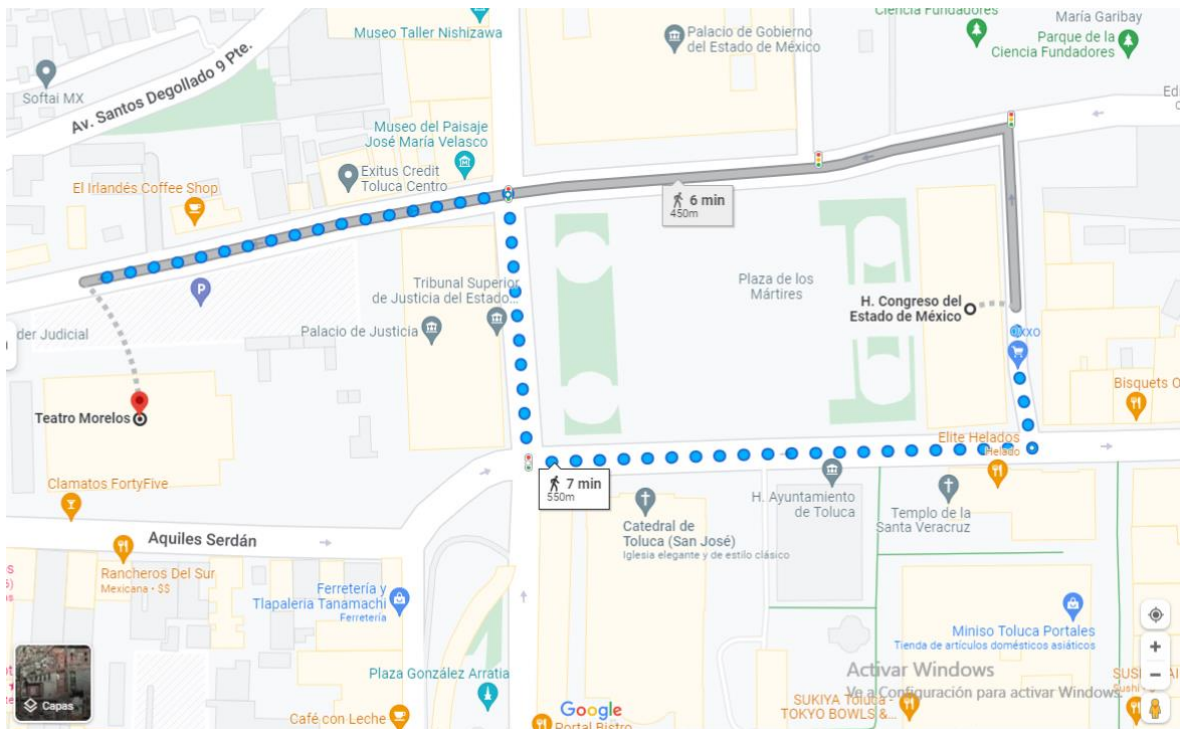 Museo Taller Nishizawa
Palacio de Gobierno
del Estado de México
Ciencia Fundadores
María Garibay
Parque de la
Ciencia Fundadores
Softai MX
Av. Santos Degollado 9 Pte.
Museo del Paisaje
José María Velasco
Exitus Credit
Toluca Centro
El Irlandés Coffee Shop
6 min
450m
Tribunal Superior
de Justicia del Estado...
Palacio de Justicia
P
der Judicial
Plaza de los
Mártires
H. Congreso del
Estado de México
Bisquets O
Teatro Morelos
Elite Helados
Helado
Clamatos FortyFive
7 min
550m
H. Ayuntamiento
de Toluca
Templo de la
Santa Veracruz
Catedral de
Toluca (San José)
Iglesia elegante y de estilo clásico
Aquiles Serdán
Rancheros Del Sur
Mexicana · $$
Ferretería y
Tlapaleria Tanamachi
Ferretería
Miniso Toluca Portales
Tienda de artículos domésticos asiáticos
Plaza González Arratia
Activar Windows
Ve a Configuración para activar Windows.
SUKIYA Toluca -
TOKYO BOWLS &...
Capas
Café con Leche
Google
Portal Bistro